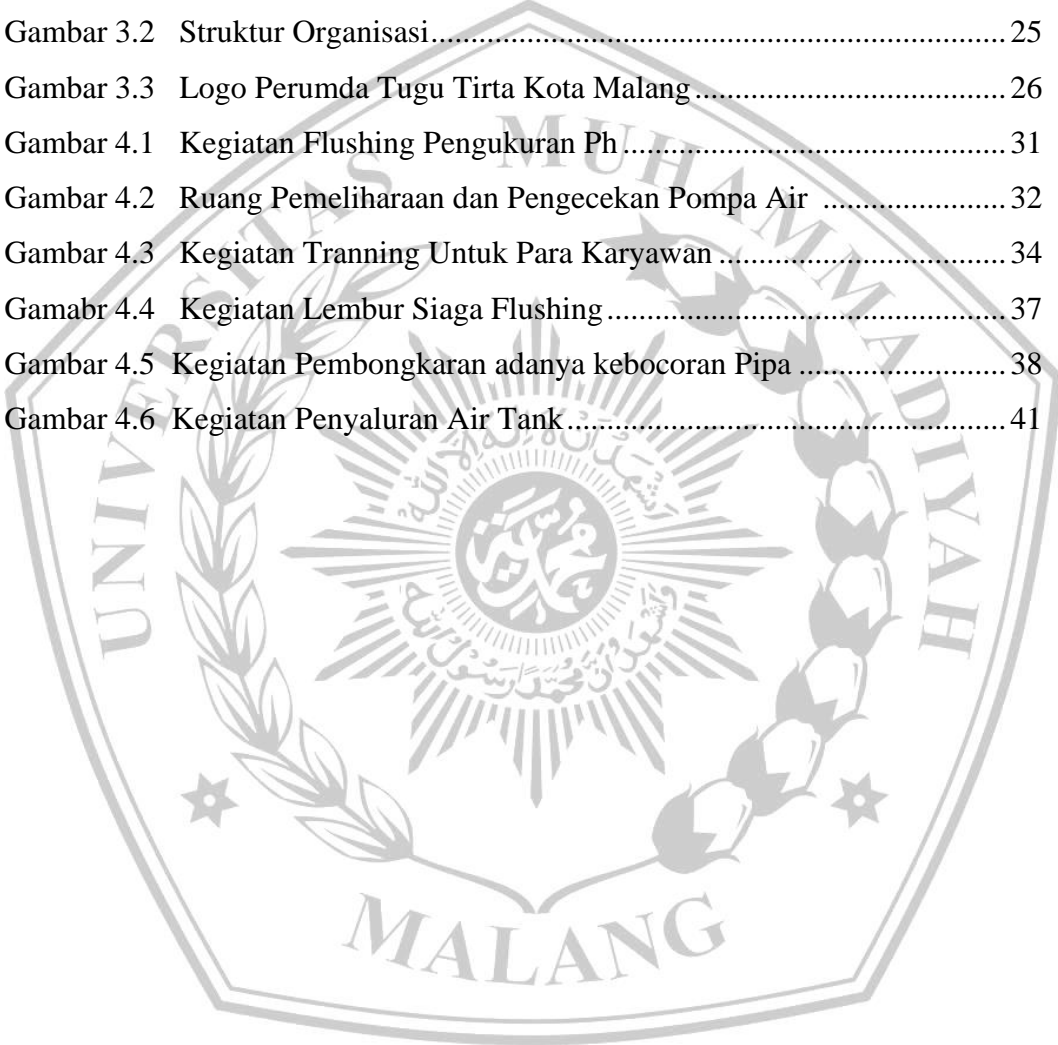 Gambar 3.2 Struktur Organisasi........................................................................ 25
Gambar 3.3 Logo Perumda Tugu Tirta Kota Malang....................................... 26
Gambar 4.1 Kegiatan Flushing Pengukuran Ph................................................ 31
Gambar 4.2 Ruang Pemeliharaan dan Pengecekan Pompa Air ....................... 32
Gambar 4.3 Kegiatan Tranning Untuk Para Karyawan.................................... 34
Gamabr 4.4 Kegiatan Lembur Siaga Flushing.................................................. 37
Gambar 4.5 Kegiatan Pembongkaran adanya kebocoran Pipa.......................... 38
Gambar 4.6 Kegiatan Penyaluran Air Tank....................................................... 41
UNIVERSITAS MUHAMMADIYAH
MALANG